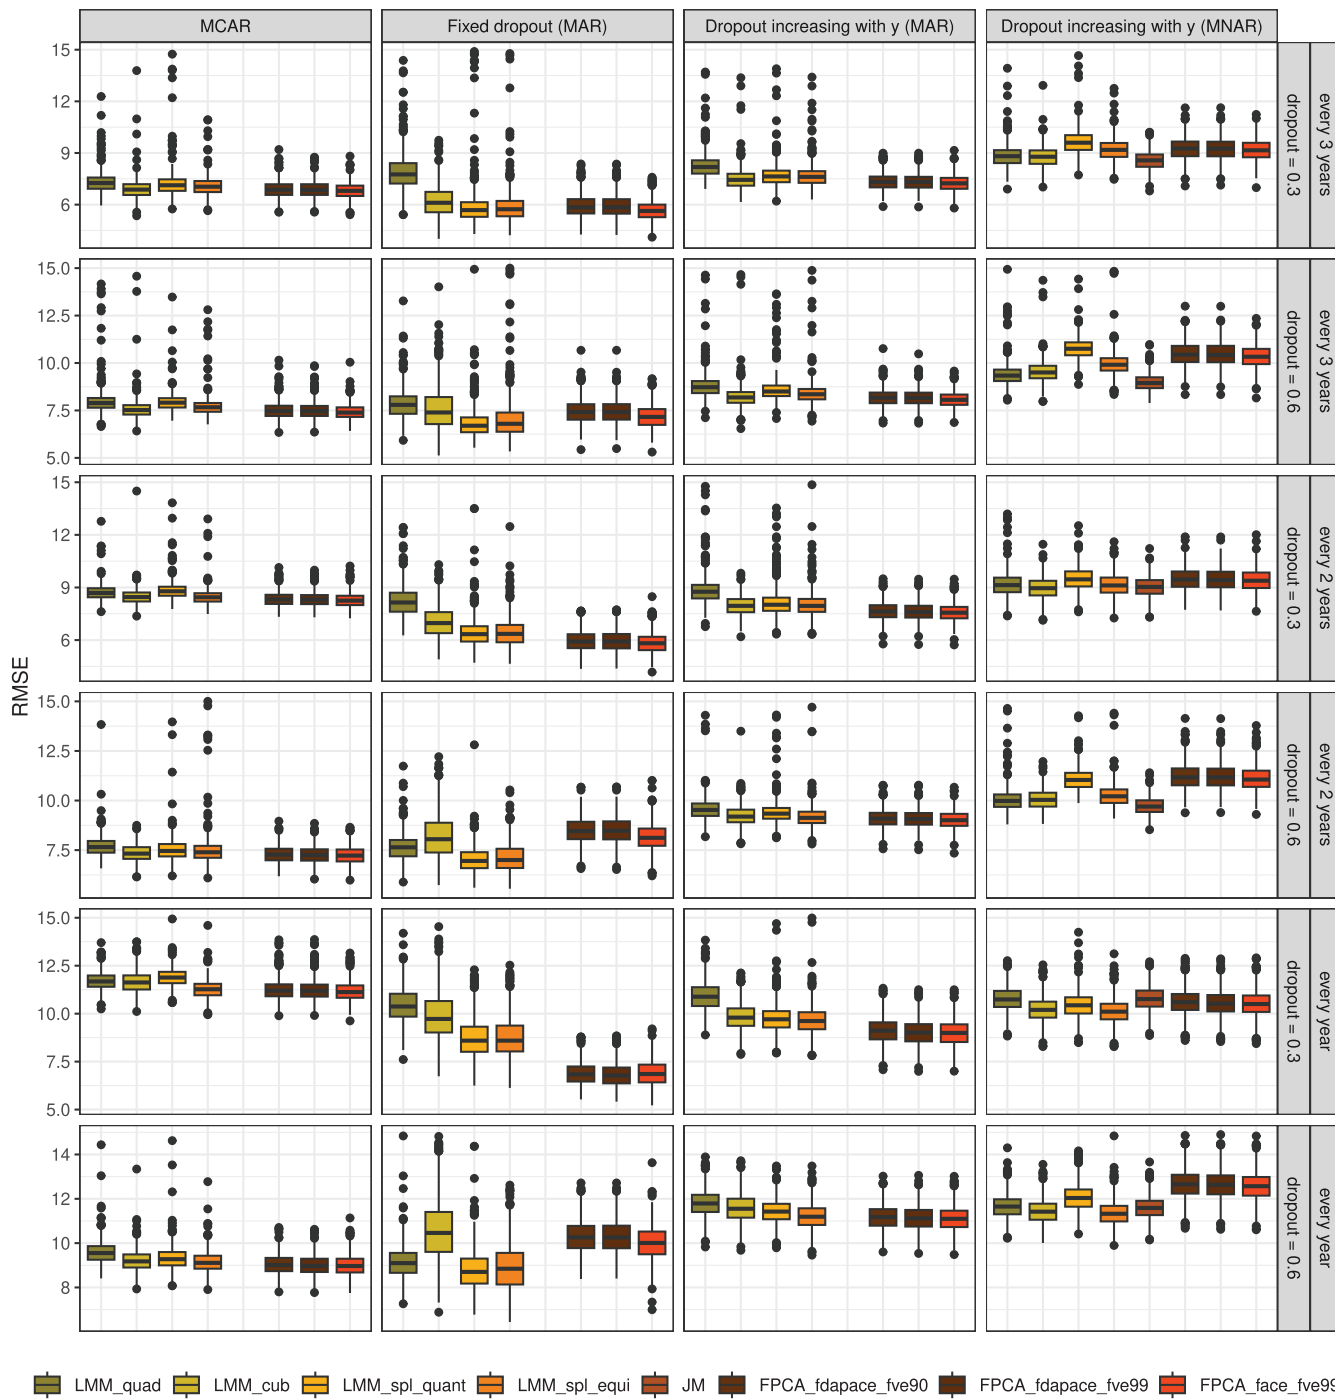 MCAR
Fixed dropout (MAR)
Dropout increasing with y (MAR)
Dropout increasing with y (MNAR)
15
12
9
6
every 3 years
dropout = 0.3
15.0
12.5
10.0
7.5
5.0
every 3 years
dropout = 0.6
15
12
9
6
every 2 years
dropout = 0.3
RMSE
15.0
12.5
10.0
7.5
every 2 years
dropout = 0.6
15.0
12.5
10.0
7.5
5.0
every year
dropout = 0.3
14
12
10
8
every year
dropout = 0.6
LMM_quad LMM_cub LMM_spl_quant LMM_spl_equi JM FPCA_fdapace_fve90 FPCA_fdapace_fve99 FPCA_face_fve9